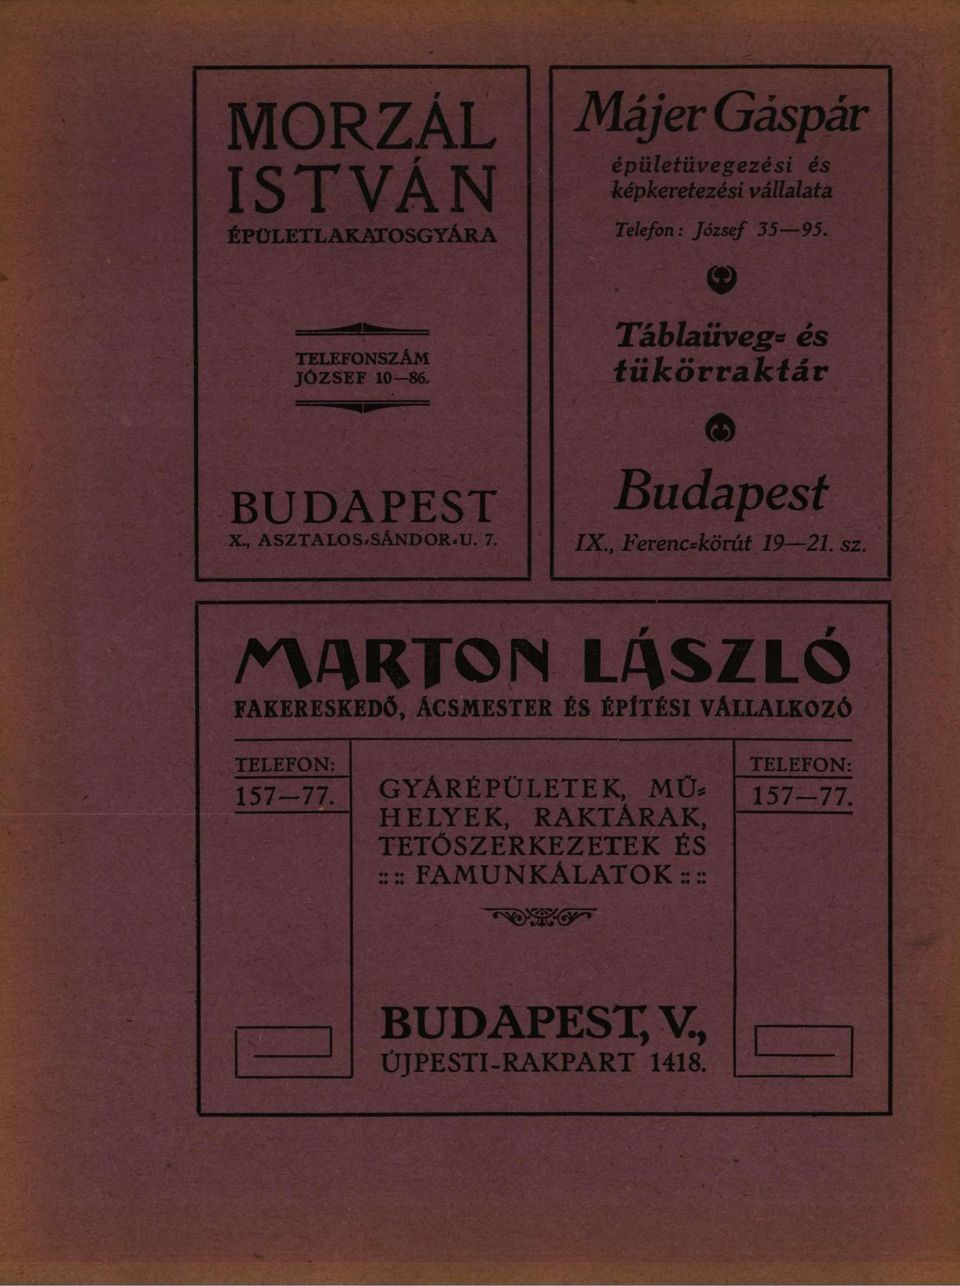 MORZÁL
ISTVÁN
ÉPÜLETLAKATOSGYÁRA
TELEFONSZÁM
JÓZSEF 10—86.
BUDAPEST
X., ASZTALOS-SÁNDOR-U. 7.
Májer Gáspár
épületüvegezési és
képkeretezési vállalata
Telefon: József 35—95.
Táblaüveg= és
tükörraktár
Budapest
IX., Ferenc=körút 19—21. sz.
MARTON LÁSZLÓ
FAKERESKEDŐ, ÁCSMESTER ÉS ÉPÍTÉSI VÁLLALKOZÓ
TELEFON:
157—77.
GYÁRÉPÜLETEK, MŰ=
HELYEK, RAKTÁRAK,
TETŐSZERKEZETEK ÉS
:: :: FAMUNKÁLATOK :: ::
BUDAPEST, V.,
ÚJPESTI-RAKPART 1418.
TELEFON:
157—77.